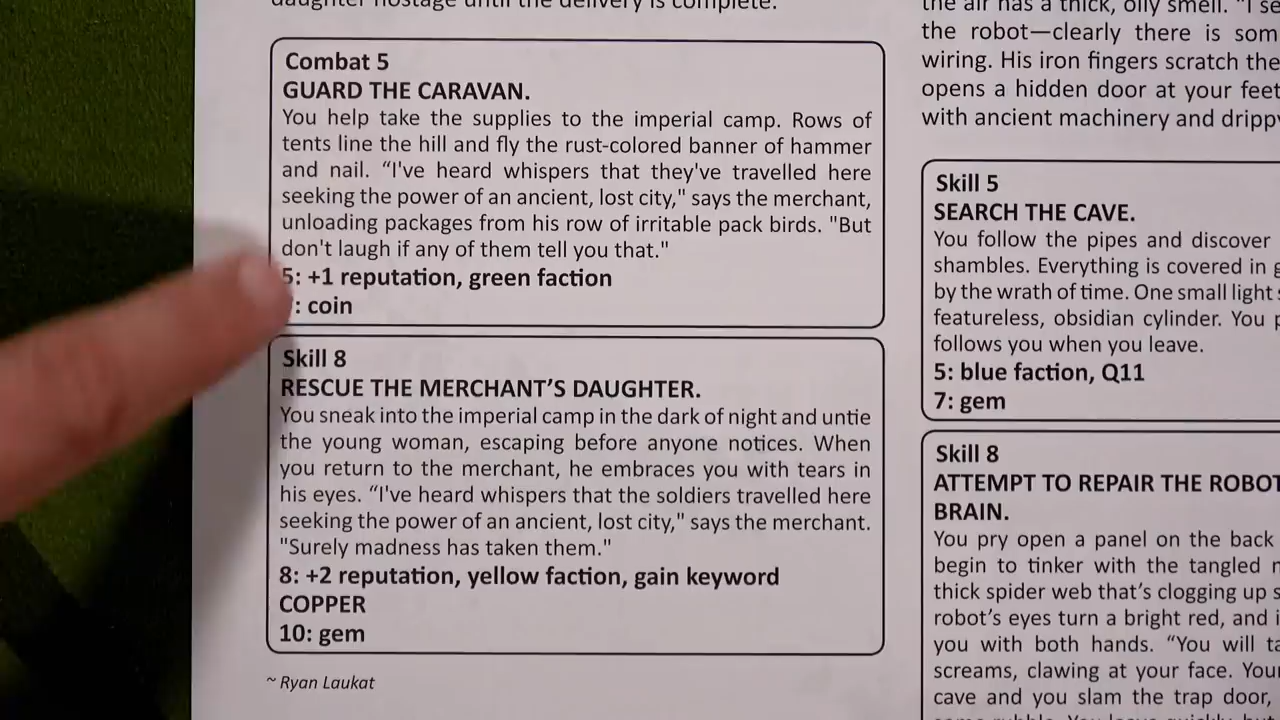 daughter hostage until the delivery is complete.
Combat 5
GUARD THE CARAVAN.
You help take the supplies to the imperial camp. Rows of
tents line the hill and fly the rust-colored banner of hammer
and nail. “I've heard whispers that they've travelled here
seeking the power of an ancient, lost city," says the merchant,
unloading packages from his row of irritable pack birds. "But
don't laugh if any of them tell you that."
5: +1 reputation, green faction
: coin
Skill 8
RESCUE THE MERCHANT’S DAUGHTER.
You sneak into the imperial camp in the dark of night and untie
the young woman, escaping before anyone notices. When
you return to the merchant, he embraces you with tears in
his eyes. “I've heard whispers that the soldiers travelled here
seeking the power of an ancient, lost city," says the merchant.
"Surely madness has taken them."
8: +2 reputation, yellow faction, gain keyword
COPPER
10: gem
~ Ryan Laukat
the air has a thick, oily smell. "I
the robot—clearly there is
wiring. His iron fingers scratch the
opens a hidden door at your feet
with ancient machinery and
Skill 5
SEARCH THE CAVE.
You follow the pipes and discover
shambles. Everything is covered in
by the wrath of time. One small light
featureless, obsidian cylinder. You
follows you when you leave.
5: blue faction, Q11
7: gem
Skill 8
ATTEMPT TO REPAIR THE ROBOT
BRAIN.
You pry open a panel on the back
begin to tinker with the tangled
thick spider web that’s clogging up
robot’s eyes turn a bright red, and
you with both hands. “You will
screams, clawing at your face.
cave and you slam the trap door,